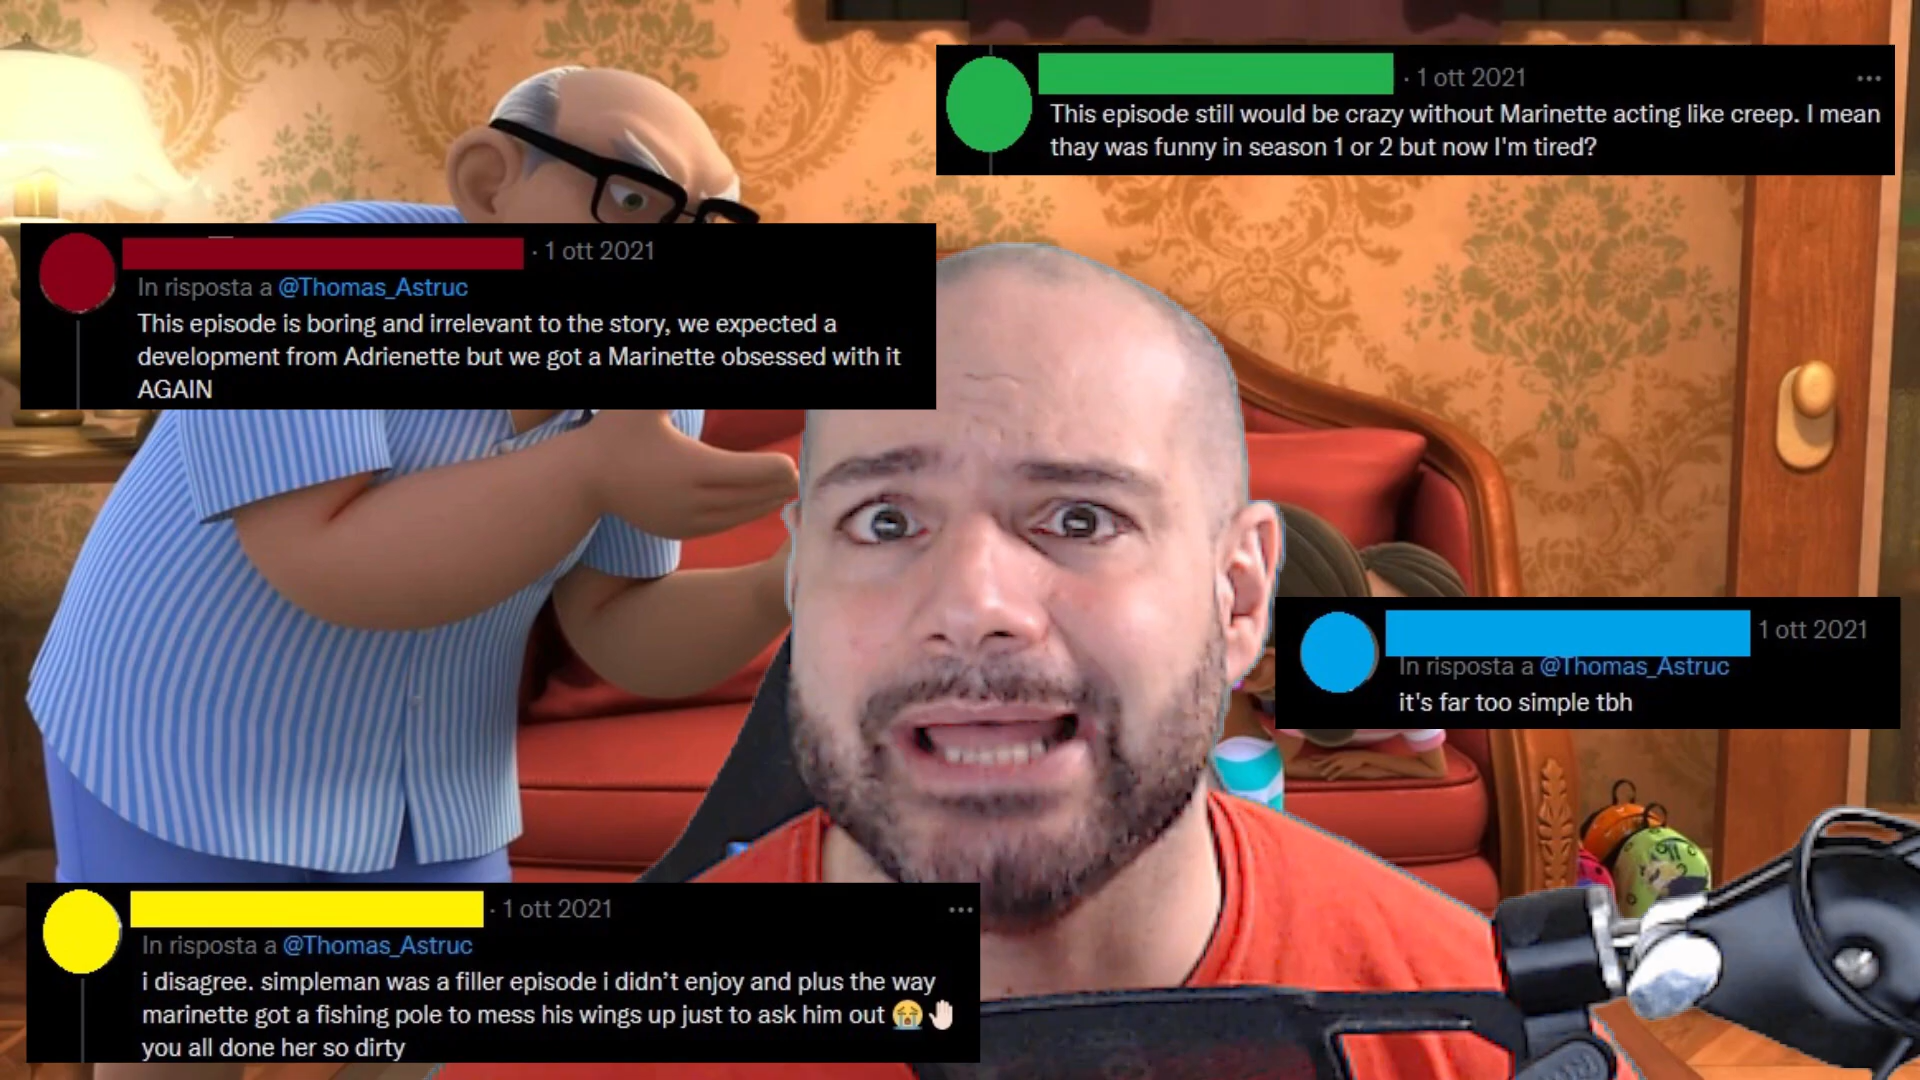 · 1 ott 2021
This episode still would be crazy without Marinette acting like creep. I mean
thay was funny in season 1 or 2 but now I'm tired?
· 1 ott 2021
In risposta a @Thomas_Astruc
This episode is boring and irrelevant to the story, we expected a
development from Adrienette but we got a Marinette obsessed with it
AGAIN
1 ott 2021
In risposta a @Thomas_Astruc
it's far too simple tbh
· 1 ott 2021
In risposta a @Thomas_Astruc
i disagree. simpleman was a filler episode i didn’t enjoy and plus the way
marinette got a fishing pole to mess his wings up just to ask him out 😭🤚🏻
you all done her so dirty